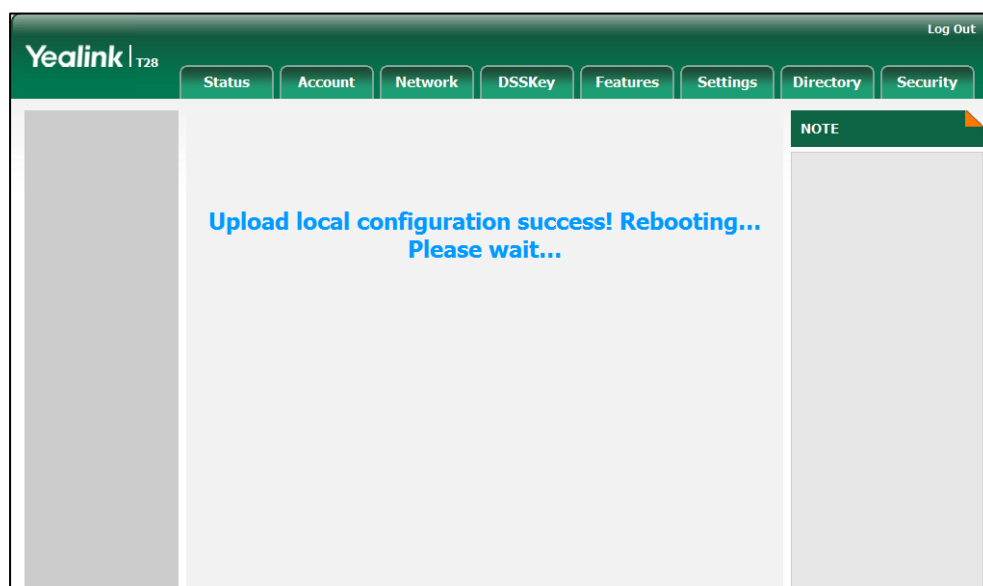 Log Out
Yealink | T28
Status Account Network DSSKey Features Settings Directory Security
NOTE
Upload local configuration success! Rebooting...
Please wait...